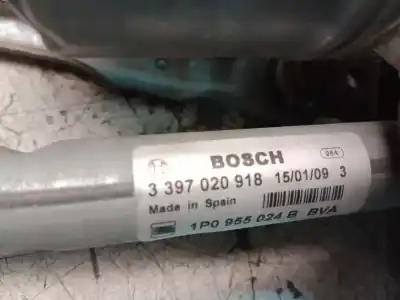 BOSCH
3 397 020 918 15/01/09 3
Made in Spain
1P0 955 024 B BVA